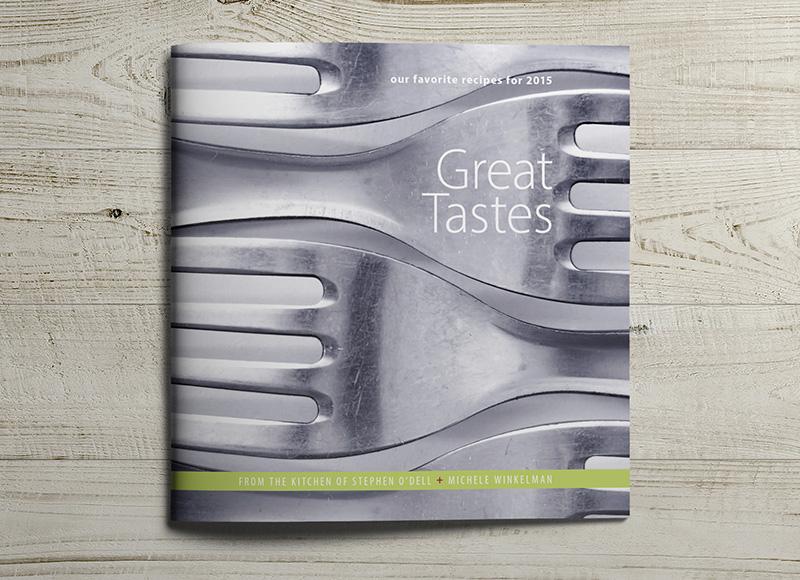 our favorite recipes for 2015
Great
Tastes
FROM THE KITCHEN OF STEPHEN O'DELL + MICHELE WINKELMAN